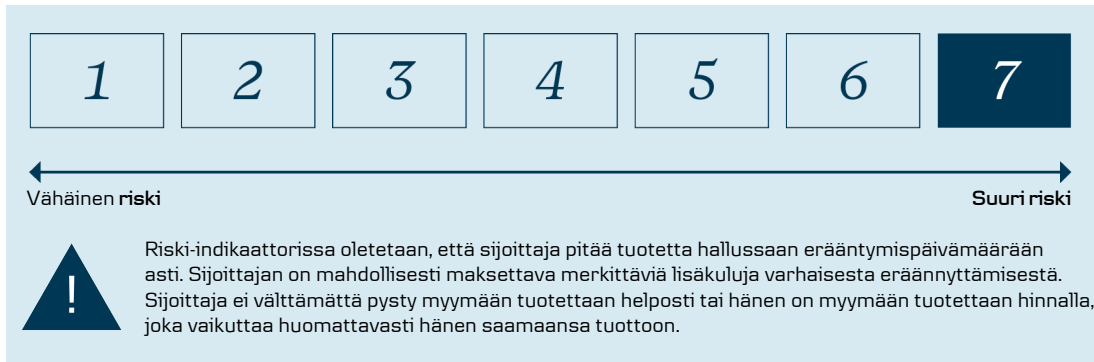 1 2 3 4 5 6 7
Vähäinen riski Suuri riski
Riski-indikaattorissa oletetaan, että sijoittaja pitää tuotetta hallussaan erääntymispäivämäärään
asti. Sijoittajan on mahdollisesti maksettava merkittäviä lisäkuluja varhaisesta eräännyttämisestä.
! Sijoittaja ei välttämättä pysty myymään tuotettaan helposti tai hänen on myymään tuotettaan hinnalla,
joka vaikuttaa huomattavasti hänen saamaansa tuottoon.